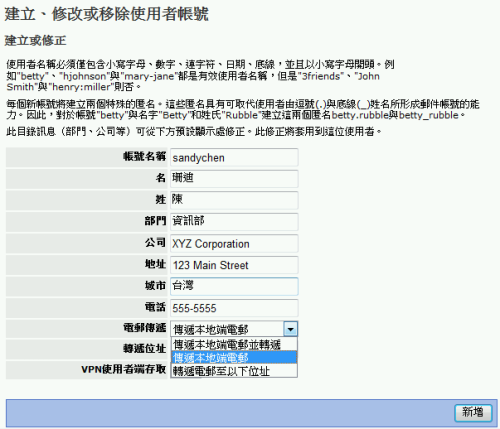 建立、修改或移除使用者帳號
建立或修正
使用者名稱必須僅包含小寫字母、數字、連字符、日期、底線，並且以小寫字母開頭。例
如"betty"、"hjohnson"與"mary-jane"都是有效使用者名稱，但是"3friends"、"John
Smith"與"henry:miller"則否。
每個新帳號將建立兩個特殊的匿名。這些匿名具有可取代使用者由逗號(.)與底線(_)姓名所形成郵件帳號的能
力。因此，對於帳號"betty"與名字"Betty"和姓氏"Rubble"建立這兩個匿名betty.rubble與betty_rubble。
此目錄訊息（部門、公司等）可從下方預設顯示處修正。此修正將套用到這位使用者。
帳號名稱 sandychen
名 珊迪
姓 陳
部門 資訊部
公司 XYZ Corporation
地址 123 Main Street
城市 台灣
電話 555-5555
電郵傳遞 傳遞本地端電郵
轉遞位址 傳遞本地端電郵並轉遞
傳遞本地端電郵
VPN使用者端存取 轉遞電郵至以下位址
新增